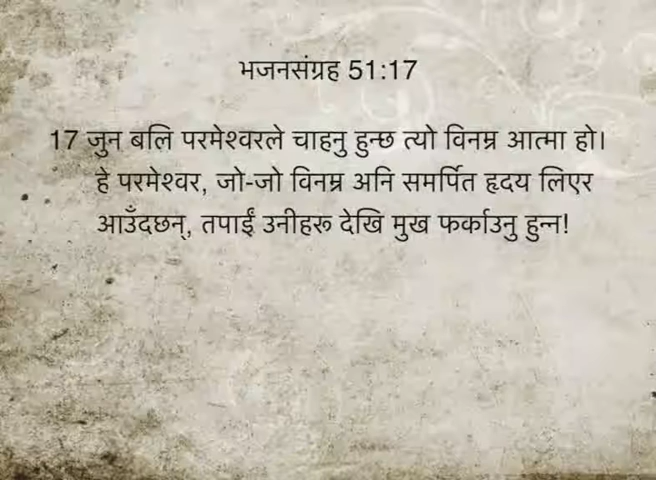 भजनसंग्रह 51:17
17 जुन बलि परमेश्वरले चाहनु हुन्छ त्यो विनम्र आत्मा हो।
हे परमेश्वर, जो-जो विनम्र अनि समर्पित हृदय लिएर
आउँदछन्, तपाईं उनीहरू देखि मुख फर्काउनु हुन्न!